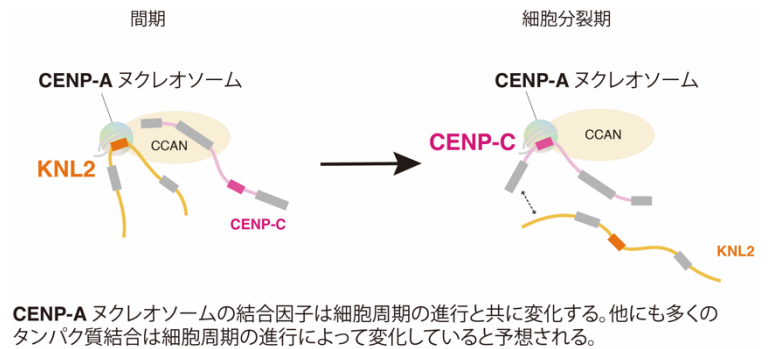 間期
細胞分裂期
CENP-A ヌクレオソーム
CENP-A ヌクレオソーム
CCAN
CCAN
CENP-C
KNL2
CENP-C
KNL2
CENP-A ヌクレオソームの結合因子は細胞周期の進行と共に変化する。他にも多くの
タンパク質結合は細胞周期の進行によって変化していると予想される。